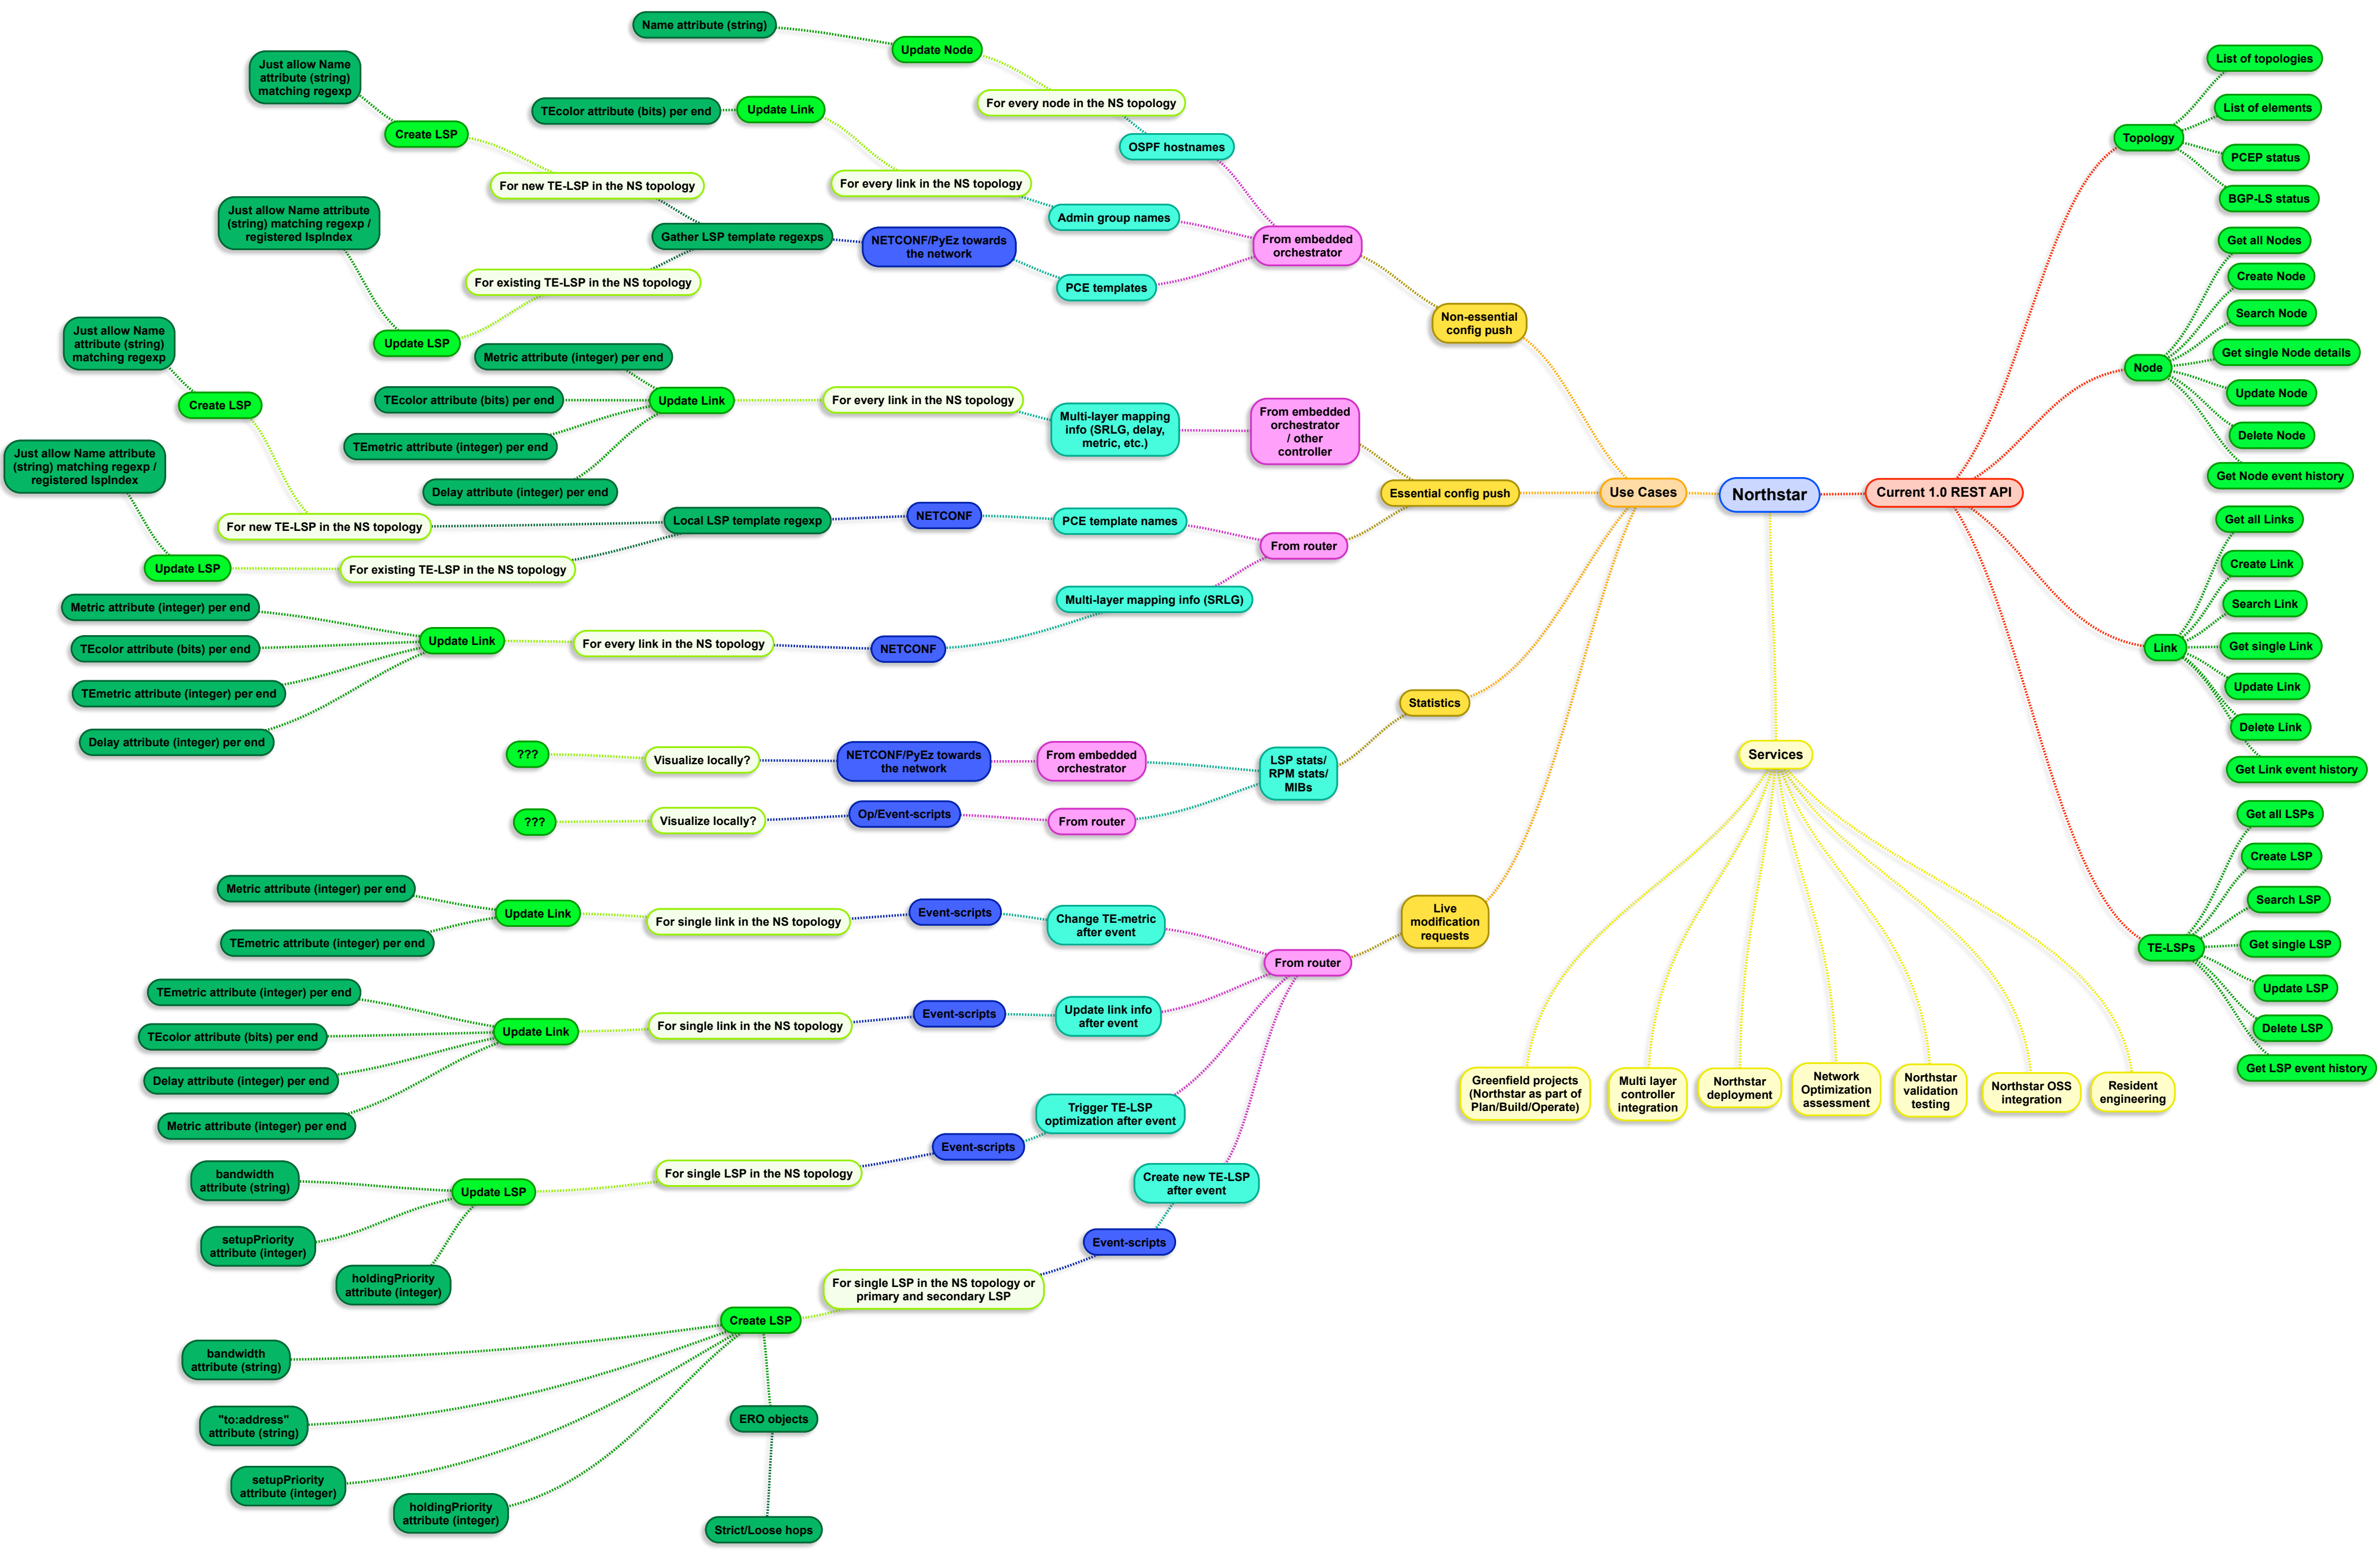 Northstar
Use Cases
Non-essential
config push
From embedded
orchestrator
OSPF hostnames
For every node in the NS topology
Update Node
Name attribute (string)
Admin group names
For every link in the NS topology
Update Link
TEcolor attribute (bits) per end
PCE templates
NETCONF/PyEz towards
the network
Gather LSP template regexps
For new TE-LSP in the NS topology
Create LSP
Just allow Name
attribute (string)
matching regexp
For existing TE-LSP in the NS topology
Update LSP
Just allow Name attribute
(string) matching regexp /
registered lspIndex
Essential config push
From embedded
orchestrator
/ other
controller
Multi-layer mapping
info (SRLG, delay,
metric, etc.)
For every link in the NS topology
Update Link
Metric attribute (integer) per end
TEcolor attribute (bits) per end
TEmetric attribute (integer) per end
Delay attribute (integer) per end
From router
PCE template names
NETCONF
Local LSP template regexp
For new TE-LSP in the NS topology
Create LSP
Just allow Name
attribute (string)
matching regexp
For existing TE-LSP in the NS topology
Update LSP
Just allow Name attribute
(string) matching regexp /
registered lspIndex
Multi-layer mapping info (SRLG)
NETCONF
For every link in the NS topology
Update Link
Metric attribute (integer) per end
TEcolor attribute (bits) per end
TEmetric attribute (integer) per end
Delay attribute (integer) per end
Statistics
LSP stats/
RPM stats/
MIBs
From embedded
orchestrator
NETCONF/PyEz towards
the network
Visualize locally?
???
From router
Op/Event-scripts
Visualize locally?
???
Live
modification
requests
From router
Change TE-metric
after event
Event-scripts
For single link in the NS topology
Update Link
Metric attribute (integer) per end
TEmetric attribute (integer) per end
Update link info
after event
Event-scripts
For single link in the NS topology
Update Link
TEmetric attribute (integer) per end
TEcolor attribute (bits) per end
Delay attribute (integer) per end
Metric attribute (integer) per end
Trigger TE-LSP
optimization after event
Event-scripts
For single LSP in the NS topology
Update LSP
bandwidth
attribute (string)
setupPriority
attribute (integer)
holdingPriority
attribute (integer)
Create new TE-LSP
after event
Event-scripts
For single LSP in the NS topology or
primary and secondary LSP
Create LSP
bandwidth
attribute (string)
"to:address"
attribute (string)
setupPriority
attribute (integer)
holdingPriority
attribute (integer)
ERO objects
Strict/Loose hops
Current 1.0 REST API
Topology
List of topologies
List of elements
PCEP status
BGP-LS status
Node
Get all Nodes
Create Node
Search Node
Get single Node details
Update Node
Delete Node
Get Node event history
Link
Get all Links
Create Link
Search Link
Get single Link
Update Link
Delete Link
Get Link event history
TE-LSPs
Get all LSPs
Create LSP
Search LSP
Get single LSP
Update LSP
Delete LSP
Get LSP event history
Services
Greenfield projects
(Northstar as part of
Plan/Build/Operate)
Multi layer
controller
integration
Northstar
deployment
Network
Optimization
assessment
Northstar
validation
testing
Northstar OSS
integration
Resident
engineering